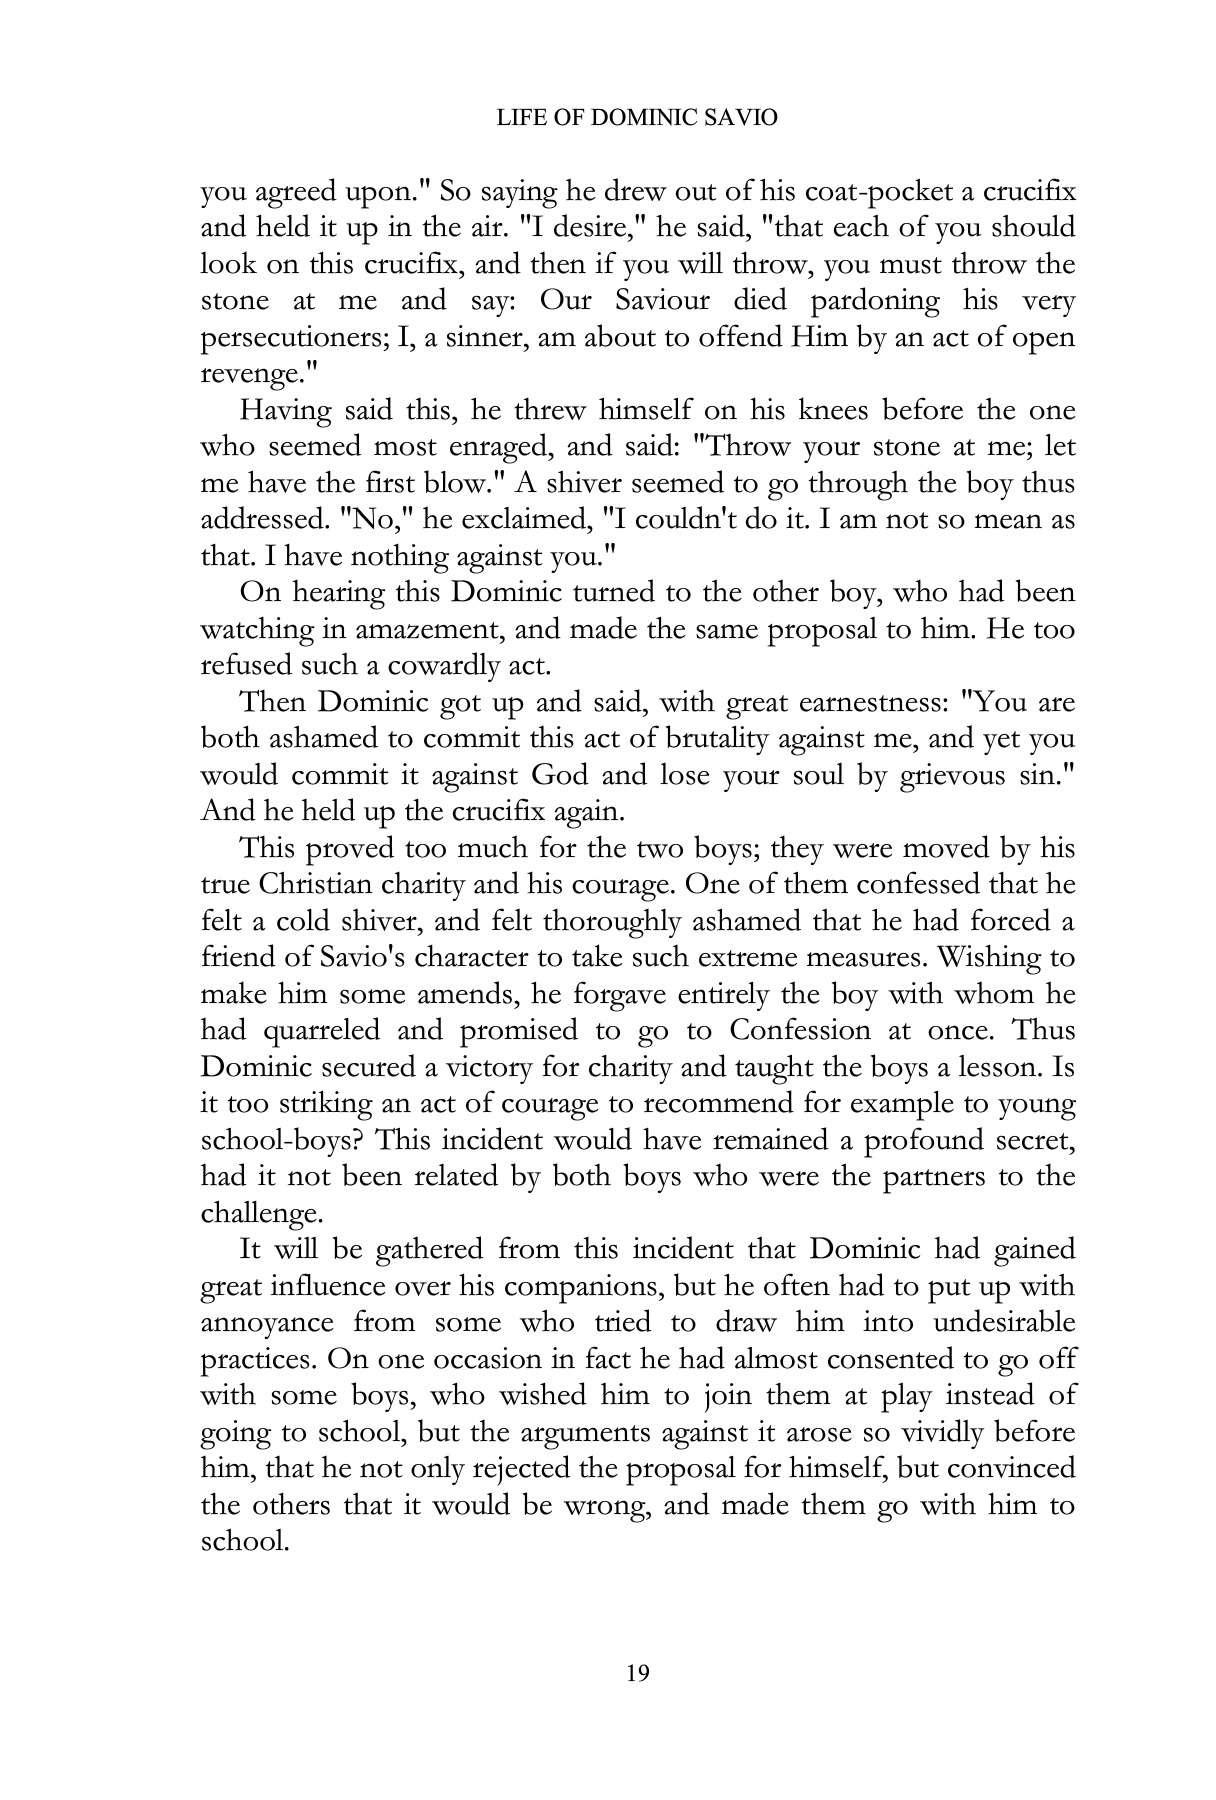 LIFE OF DOMINIC SAVIO
you agreed upon." So saying he drew out of his coat-pocket a crucifix
and held it up in the air. "I desire," he said, "that each of you should
look on this crucifix, and then if you will throw, you must throw the
stone at me and say: Our Saviour died pardoning his very
persecutioners; I, a sinner, am about to offend Him by an act of open
revenge."
Having said this, he threw himself on his knees before the one
who seemed most enraged, and said: "Throw your stone at me; let
me have the first blow." A shiver seemed to go through the boy thus
addressed. "No," he exclaimed, "I couldn't do it. I am not so mean as
that. I have nothing against you."
On hearing this Dominic turned to the other boy, who had been
watching in amazement, and made the same proposal to him. He too
refused such a cowardly act.
Then Dominic got up and said, with great earnestness: "You are
both ashamed to commit this act of brutality against me, and yet you
would commit it against God and lose your soul by grievous sin."
And he held up the crucifix again.
This proved too much for the two boys; they were moved by his
true Christian charity and his courage. One of them confessed that he
felt a cold shiver, and felt thoroughly ashamed that he had forced a
friend of Savio's character to take such extreme measures. Wishing to
make him some amends, he forgave entirely the boy with whom he
had quarreled and promised to go to Confession at once. Thus
Dominic secured a victory for charity and taught the boys a lesson. Is
it too striking an act of courage to recommend for example to young
school-boys? This incident would have remained a profound secret,
had it not been related by both boys who were the partners to the
challenge.
It will be gathered from this incident that Dominic had gained
great influence over his companions, but he often had to put up with
annoyance from some who tried to draw him into undesirable
practices. On one occasion in fact he had almost consented to go off
with some boys, who wished him to join them at play instead of
going to school, but the arguments against it arose so vividly before
him, that he not only rejected the proposal for himself, but convinced
the others that it would be wrong, and made them go with him to
school.
19